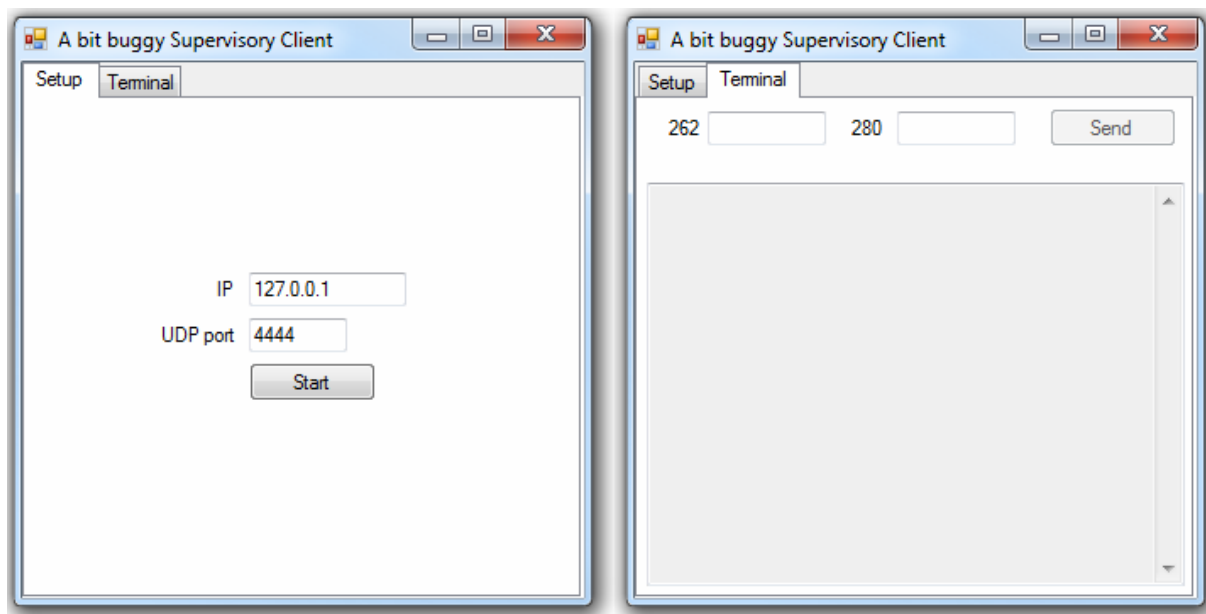 A bit buggy Supervisory Client
Setup Terminal
IP 127.0.0.1
UDP port 4444
Start
A bit buggy Supervisory Client
Setup Terminal
262 280 Send